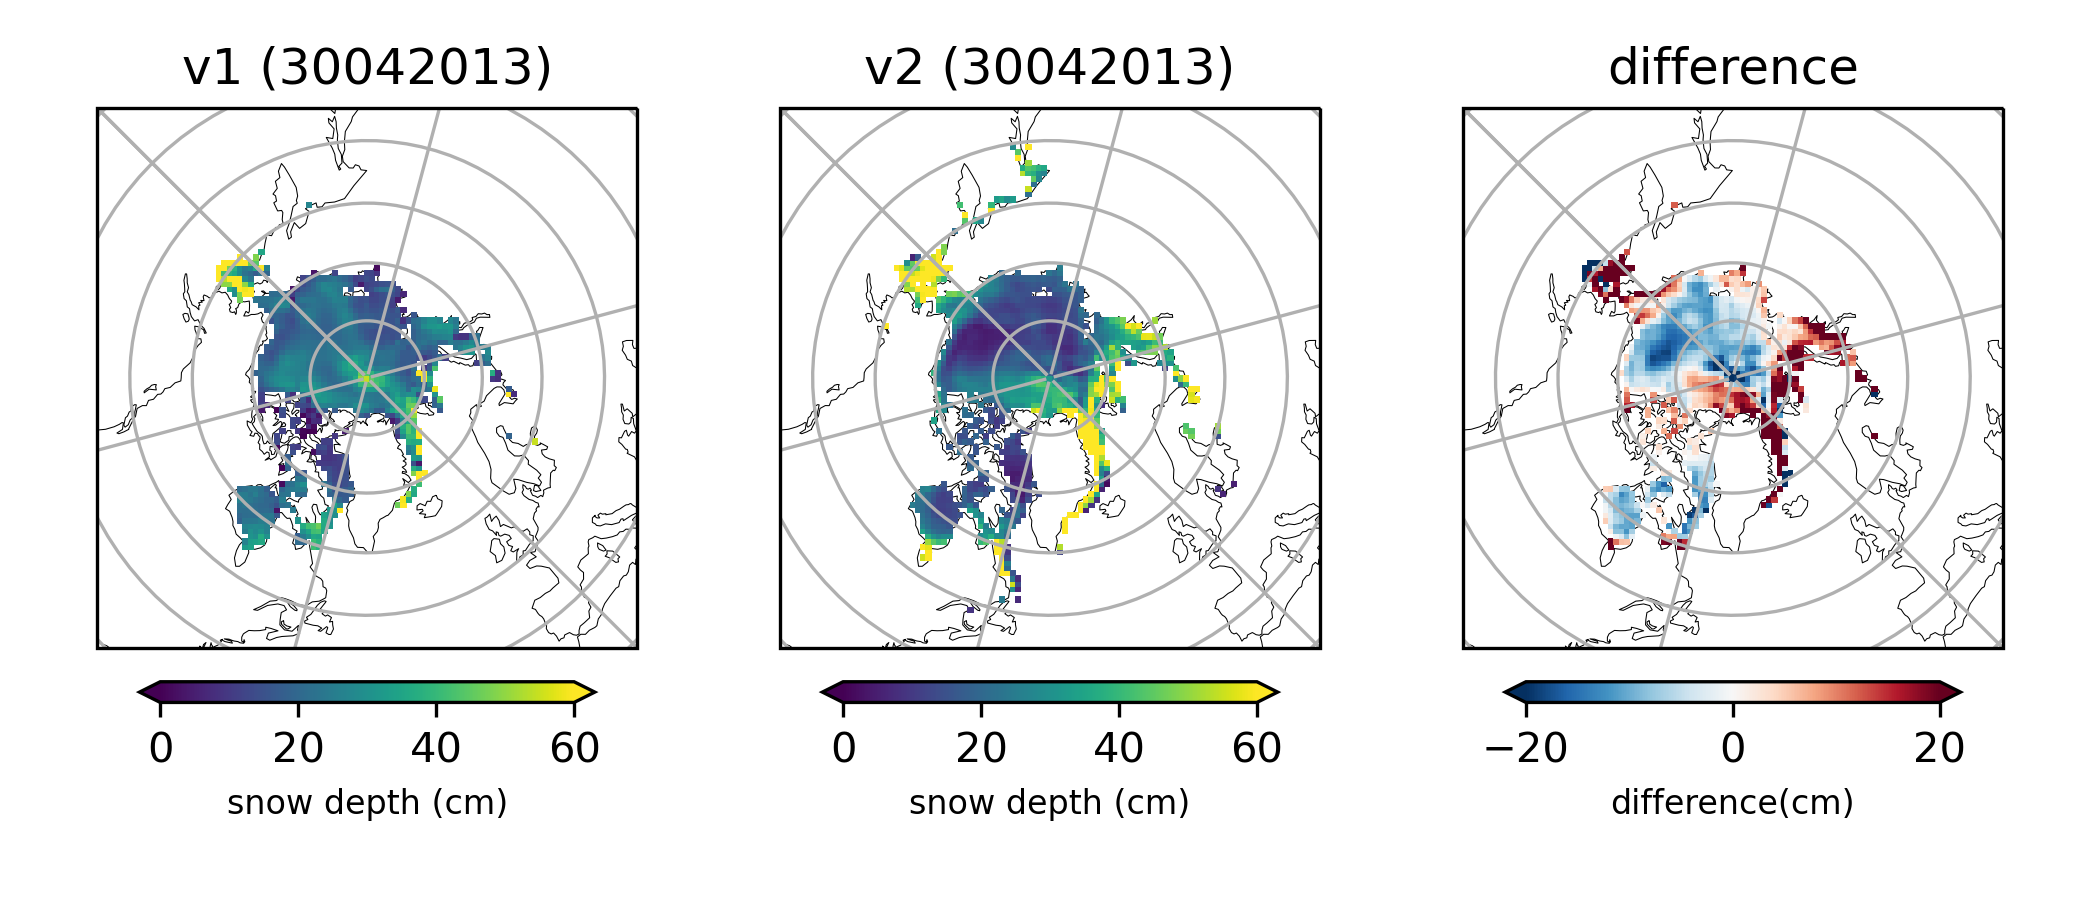 v1 (30042013)
v2 (30042013)
difference
0 20 40 60
snow depth (cm)
0 20 40 60
snow depth (cm)
−20 0 20
difference(cm)